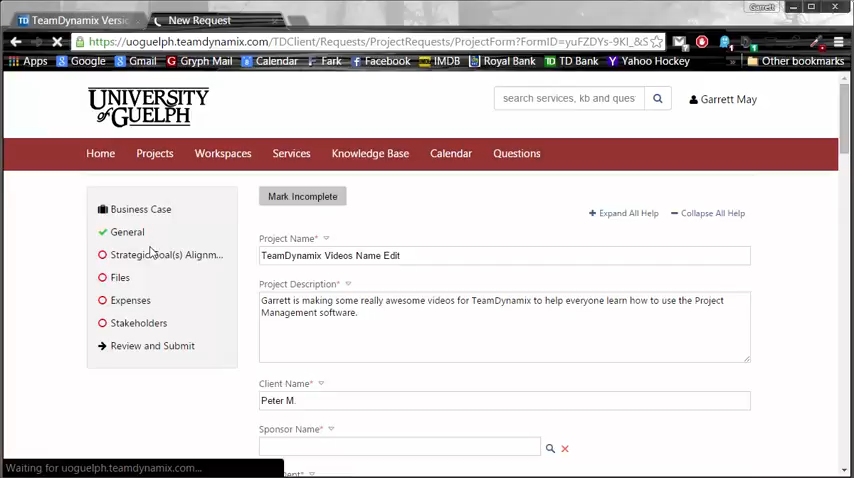 Garrett
TeamDynamix Versi
New Request
https://uoguelph.teamdynamix.com/TDClient/Requests/ProjectRequests/ProjectForm?FormID=yuFZDYs-9KI_&S
Apps
Google
Gmail
Gryph Mail
Calendar
Fark
Facebook
IMDB
Royal Bank
TD Bank
Yahoo Hockey
»
Other bookmarks
UNIVERSITY
of GUELPH
search services, kb and ques
Garrett May
Home
Projects
Workspaces
Services
Knowledge Base
Calendar
Questions
Business Case
General
Strategic Goal(s) Alignm...
Files
Expenses
Stakeholders
Review and Submit
Mark Incomplete
Expand All Help
Collapse All Help
Project Name*
TeamDynamix Videos Name Edit
Project Description*
Garrett is making some really awesome videos for TeamDynamix to help everyone learn how to use the Project
Management software.
Client Name*
Peter M.
Sponsor Name*
Waiting for uoguelph.teamdynamix.com...